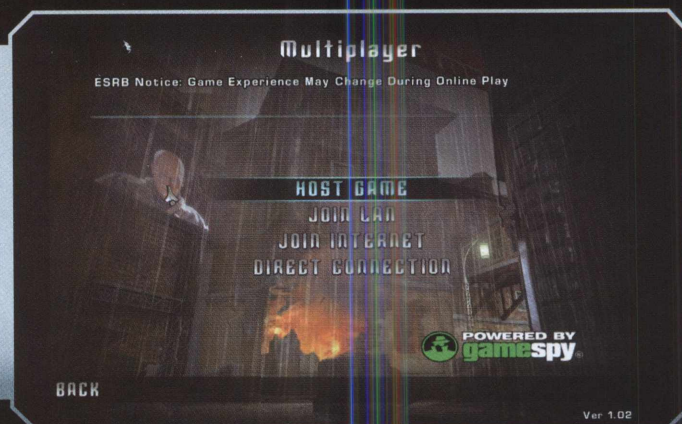 Multiplayer
ESRB Notice: Game Experience May Change During Online Play
HOST GAME
JOIN LAN
JOIN INTERNET
DIRECT CONNECTION
POWERED BY
gamespy®
BACK
Ver 1.02